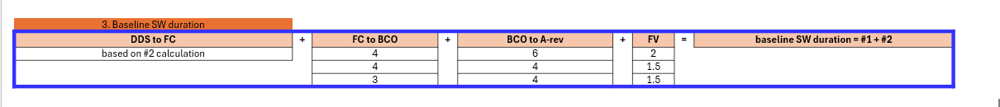 3. Baseline SW duration
DDS to FC + FC to BCO + BCO to A-rev + FV = baseline SW duration = #1 + #2
based on #2 calculation 4 6 2
4 4 1.5
3 4 1.5